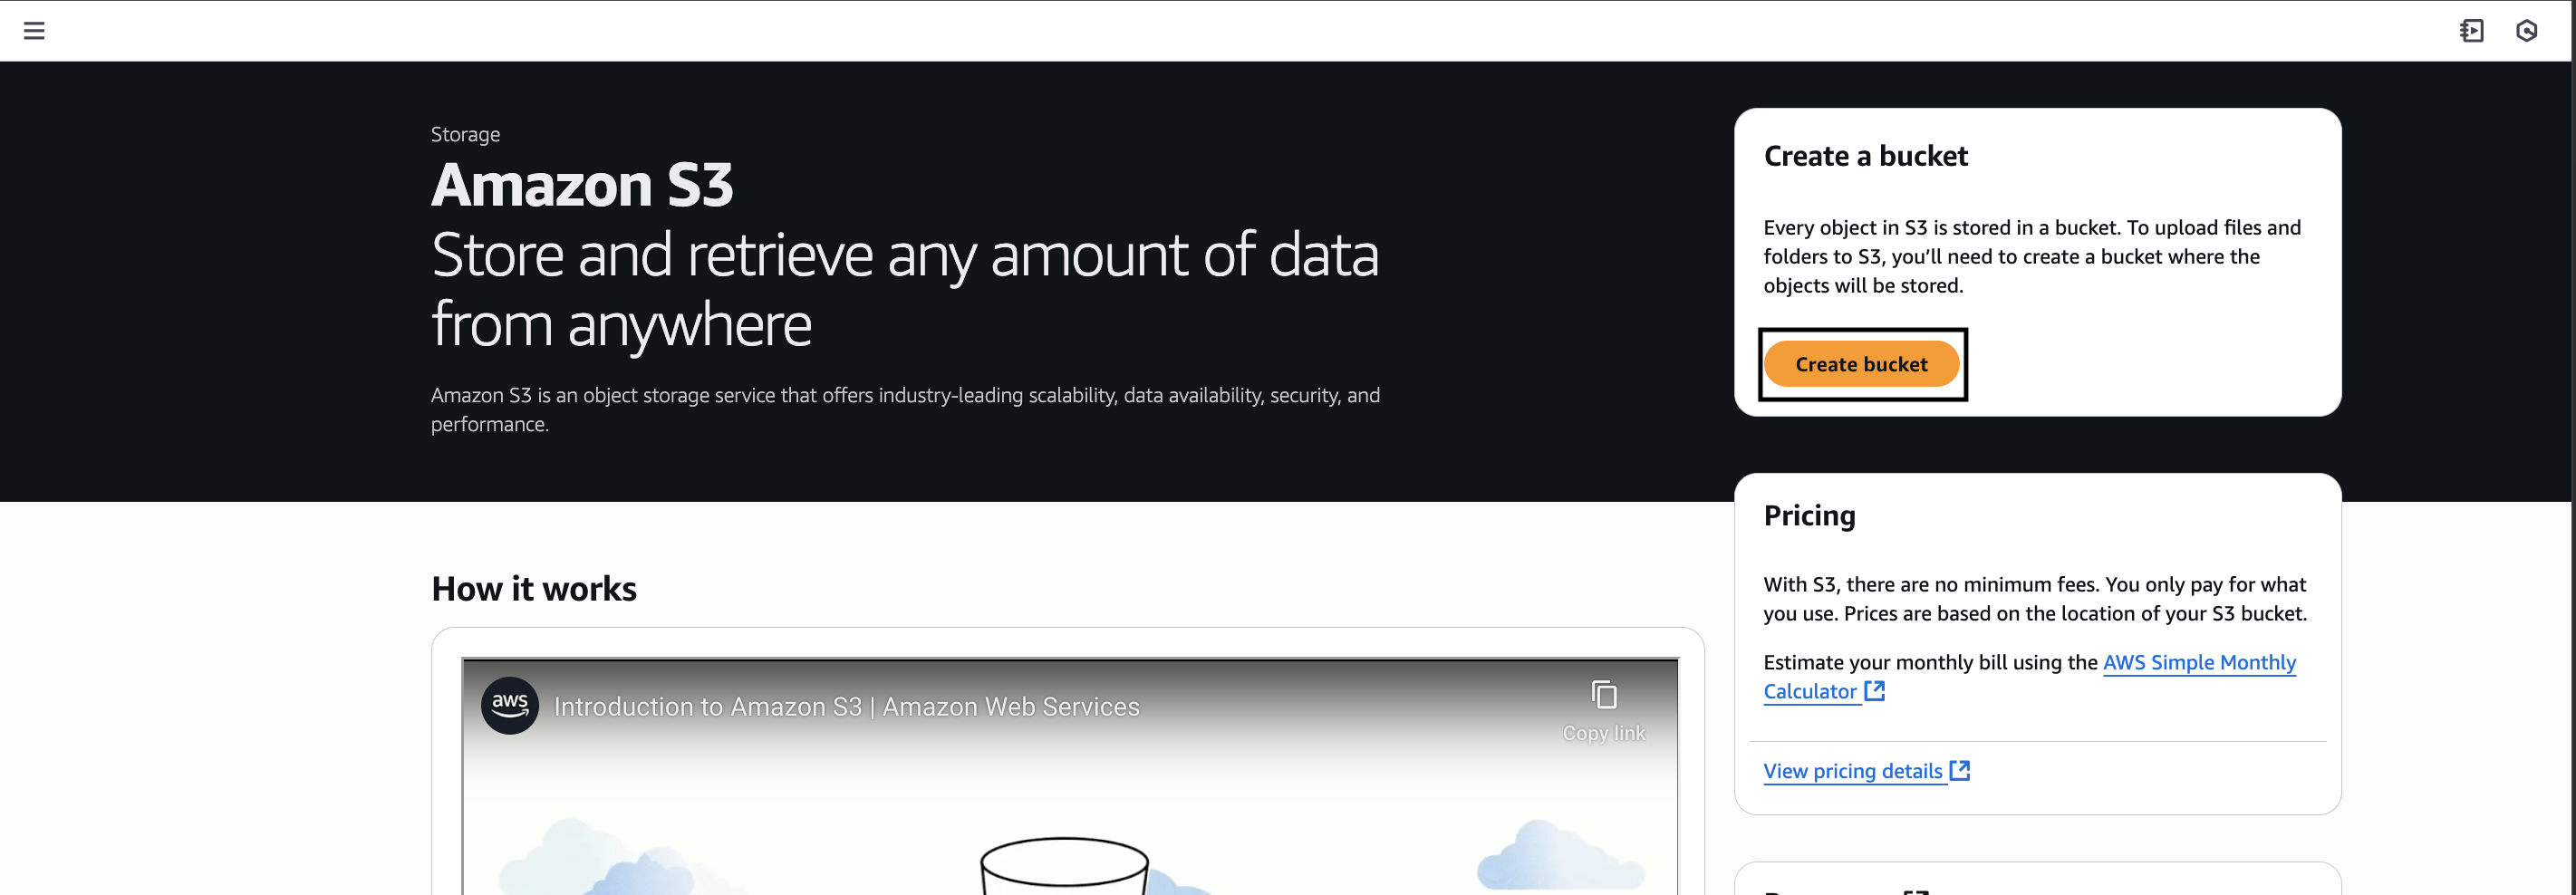 Storage
Amazon S3
Store and retrieve any amount of data
from anywhere
Amazon S3 is an object storage service that offers industry-leading scalability, data availability, security, and
performance.
Create a bucket
Every object in S3 is stored in a bucket. To upload files and
folders to S3, you’ll need to create a bucket where the
objects will be stored.
Create bucket
Pricing
With S3, there are no minimum fees. You only pay for what
you use. Prices are based on the location of your S3 bucket.
Estimate your monthly bill using the AWS Simple Monthly
Calculator
View pricing details
How it works
aws
Introduction to Amazon S3 | Amazon Web Services
Copy link